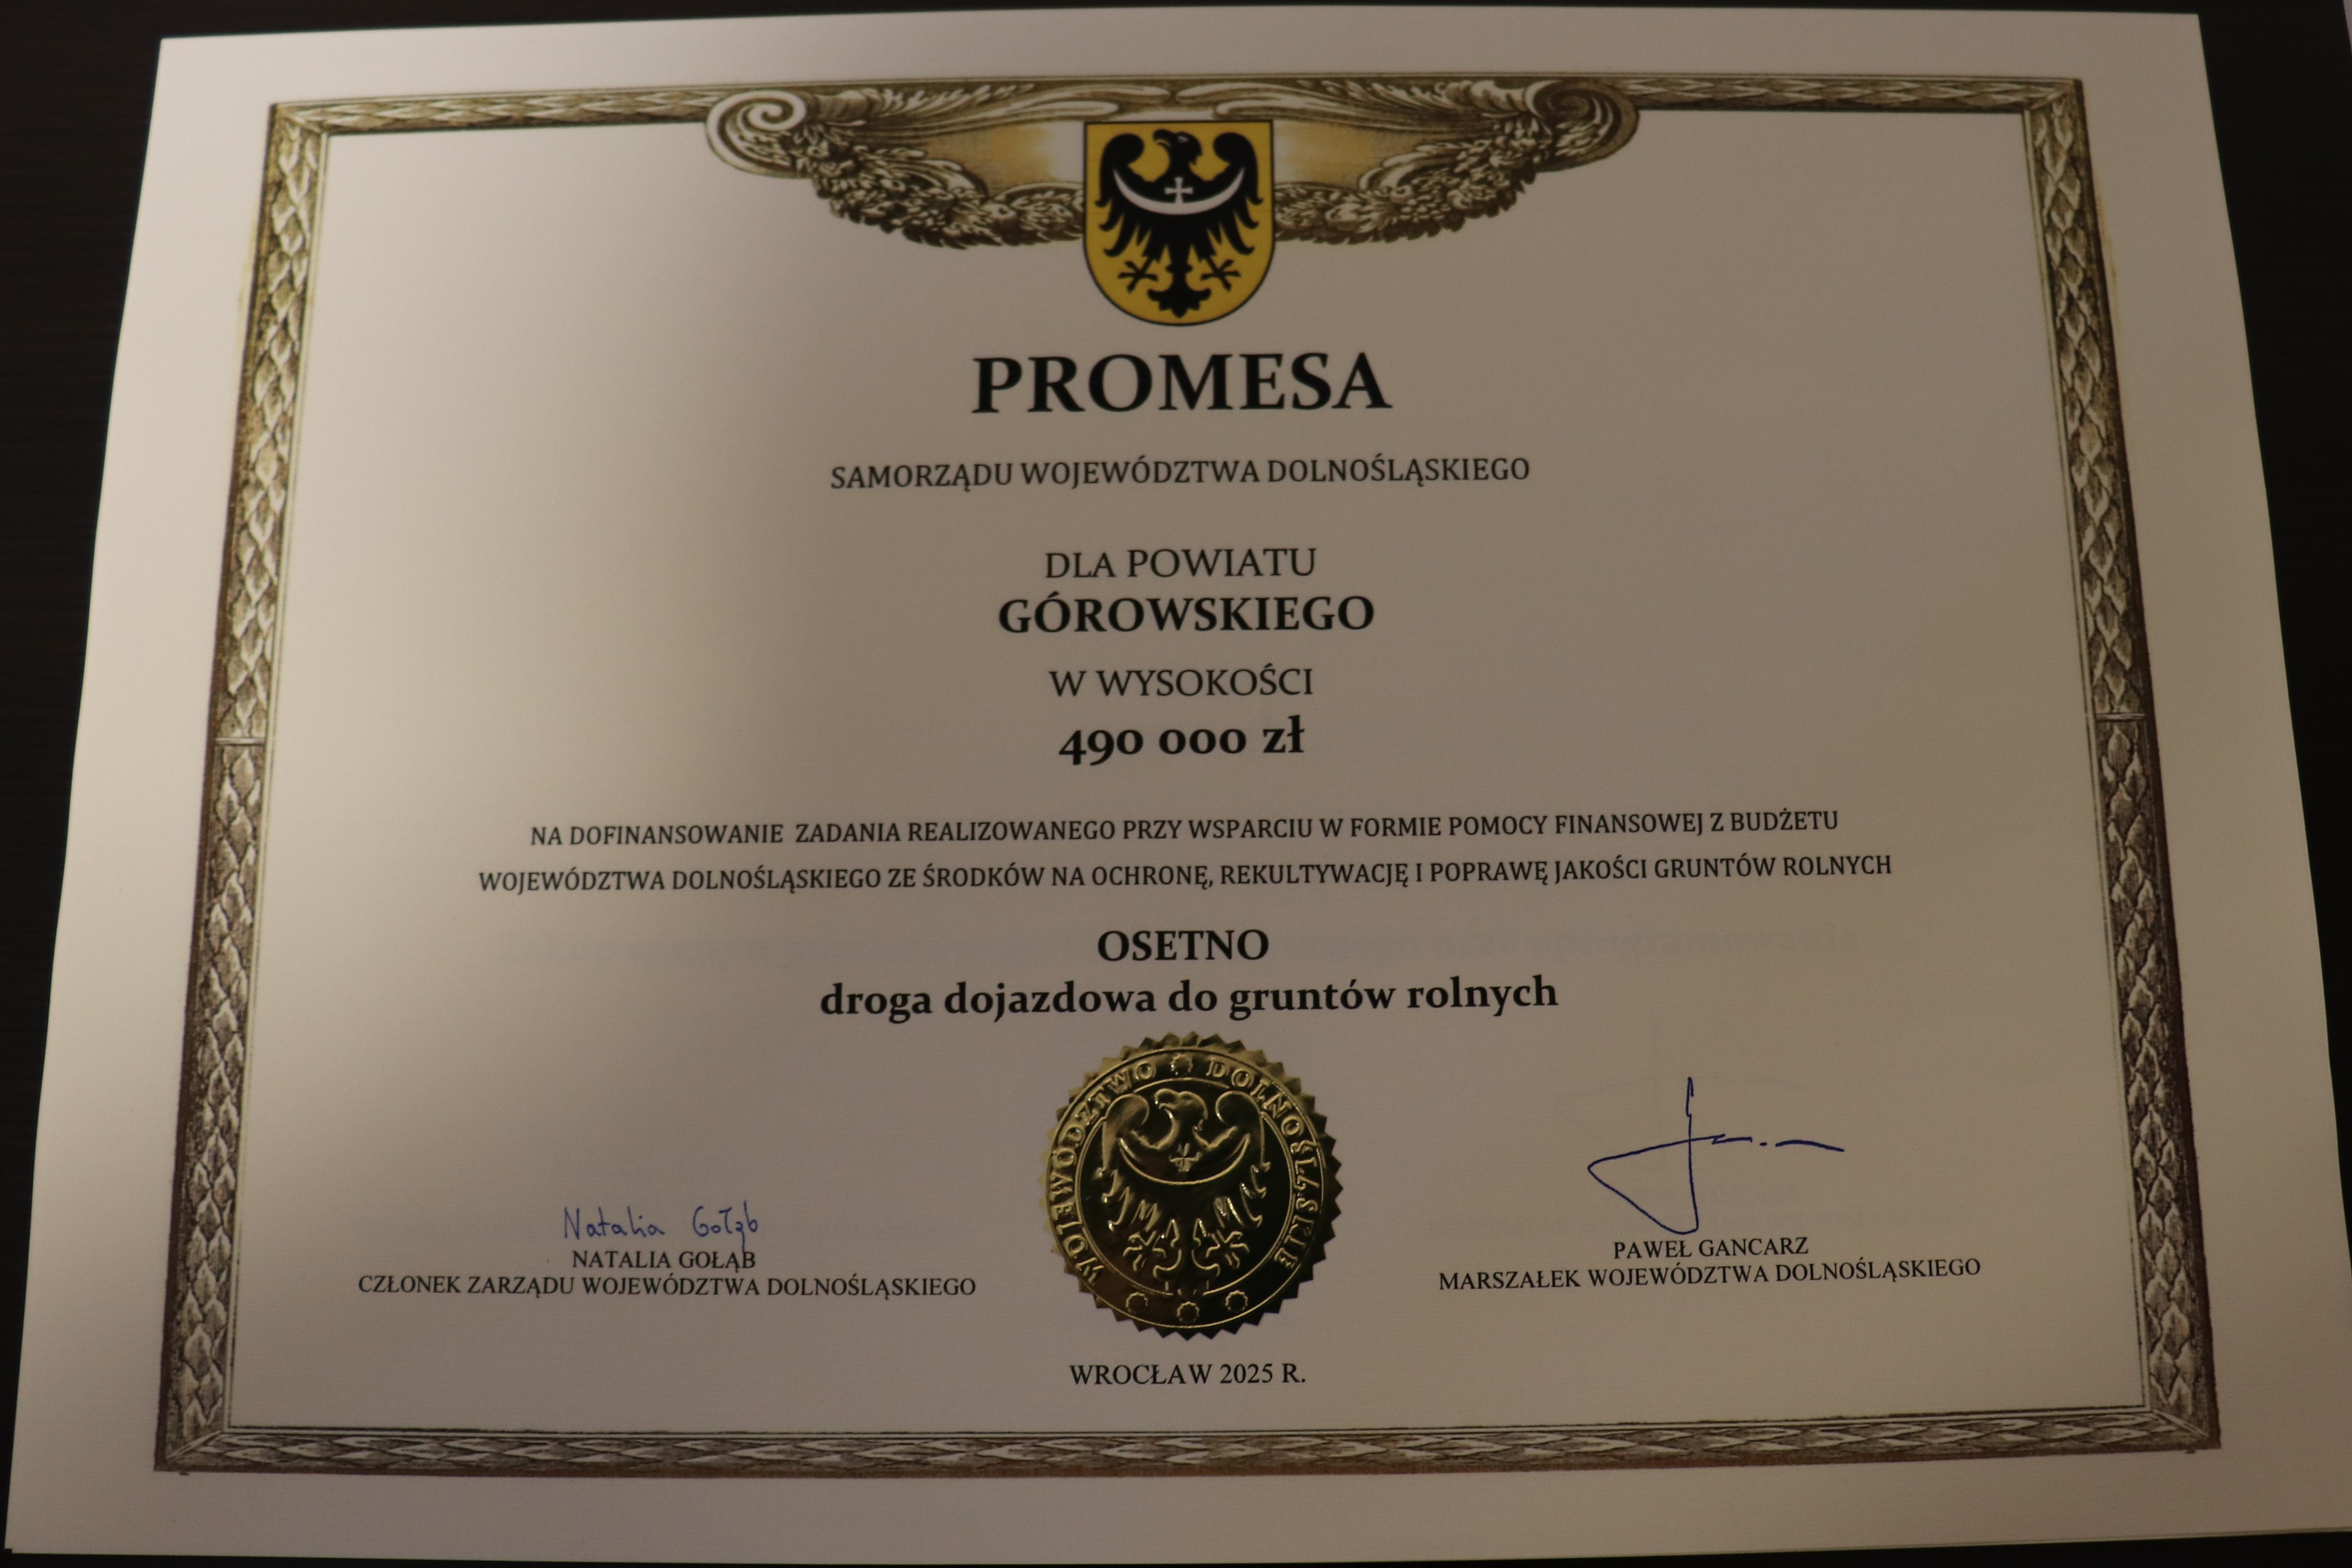 PROMESA
SAMORZĄDU WOJEWÓDZTWA DOLNOŚLĄSKIEGO
DLA POWIATU
GÓROWSKIEGO
W WYSOKOŚCI
490 000 zł
NA DOFINANSOWANIE ZADANIA REALIZOWANEGO PRZY WSPARCIU W FORMIE POMOCY FINANSOWEJ Z BUDŻETU
WOJEWÓDZTWA DOLNOŚLĄSKIEGO ZE ŚRODKÓW NA OCHRONĘ, REKULTYWACJĘ I POPRAWĘ JAKOŚCI GRUNTÓW ROLNYCH
OSETNO
droga dojazdowa do gruntów rolnych
WOJEWÓDZTWO DOLNOŚLĄSKIE
Natalia Gołąb
NATALIA GOŁĄB
CZŁONEK ZARZĄDU WOJEWÓDZTWA DOLNOŚLĄSKIEGO
PAWEŁ GANCARZ
MARSZAŁEK WOJEWÓDZTWA DOLNOŚLĄSKIEGO
WROCŁAW 2025 R.